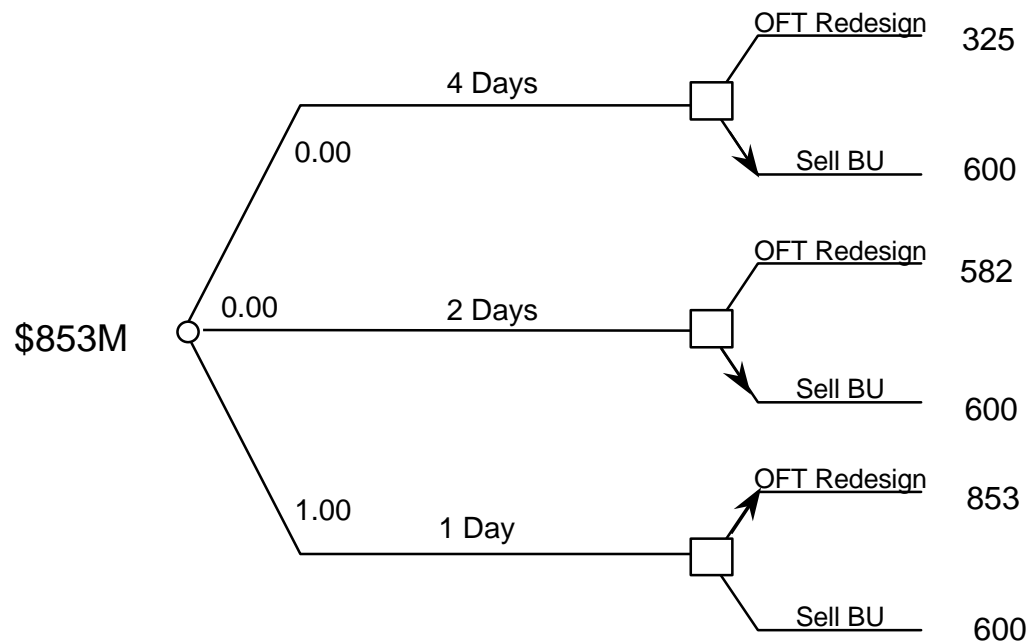 OFT Redesign 325
4 Days
0.00
Sell BU 600
OFT Redesign 582
0.00 2 Days
$853M
Sell BU 600
OFT Redesign 853
1.00 1 Day
Sell BU 600